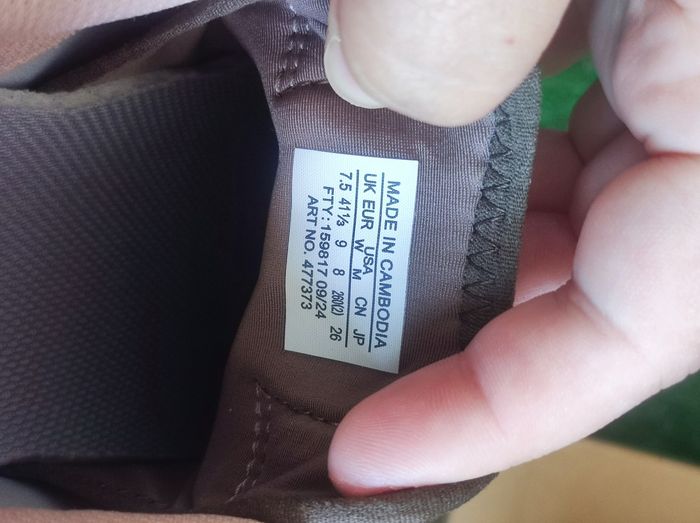 MADE IN CAMBODIA
UK EUR USA CN JP
W M
7.5 41⅓ 9 8 260(2) 26
FTY: 159817 09/24
ART NO. 477373